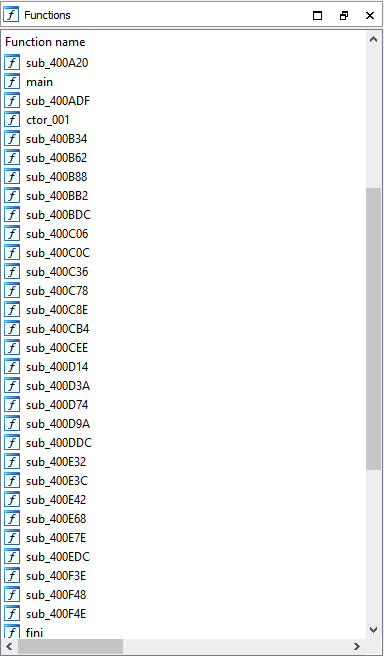 Functions
Function name
sub_400A20
main
sub_400ADF
ctor_001
sub_400B34
sub_400B62
sub_400B88
sub_400BB2
sub_400BDC
sub_400C06
sub_400C0C
sub_400C36
sub_400C78
sub_400C8E
sub_400CB4
sub_400CEE
sub_400D14
sub_400D3A
sub_400D74
sub_400D9A
sub_400DDC
sub_400E32
sub_400E3C
sub_400E42
sub_400E68
sub_400E7E
sub_400EDC
sub_400F3E
sub_400F48
sub_400F4E
fini